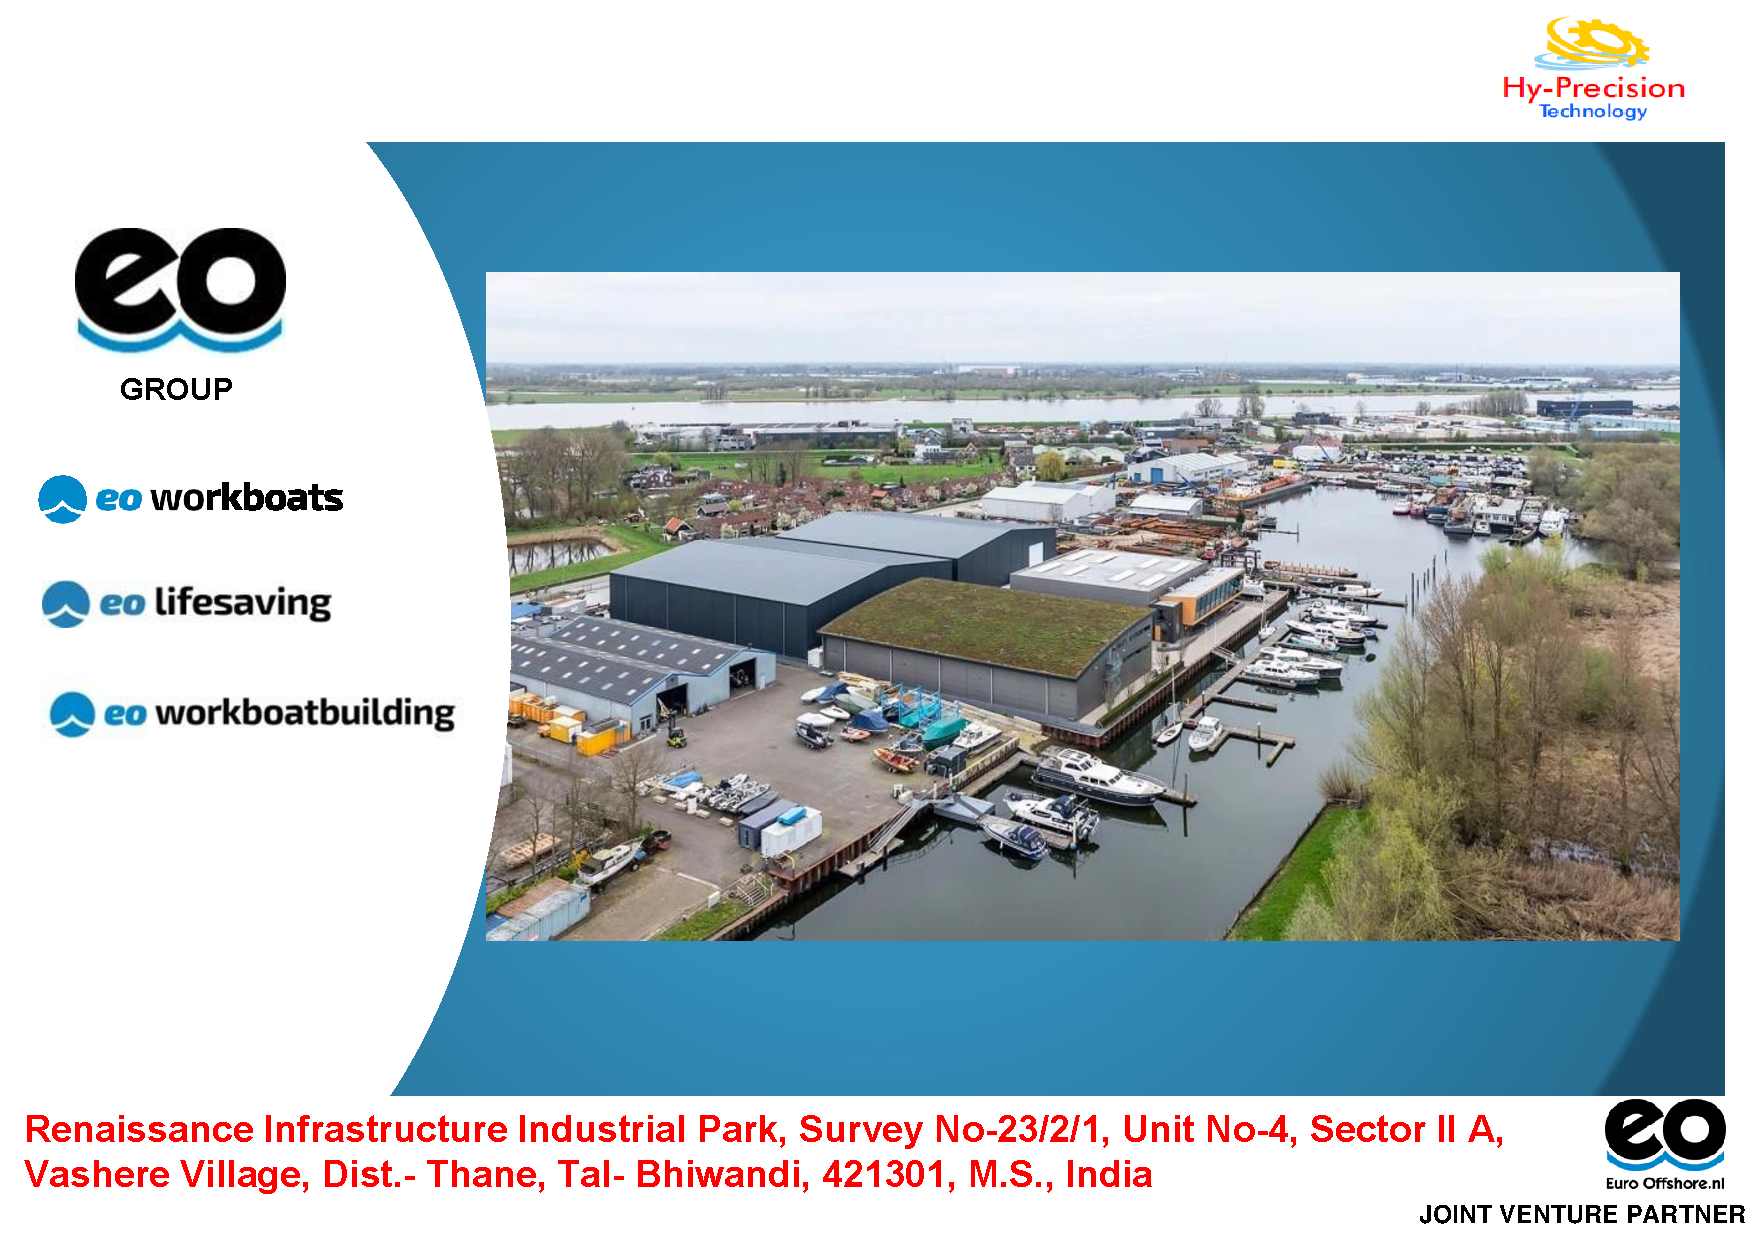 Hy-Precision
Technology
eo
GROUP
eo workboats
eo lifesaving
eo workboatbuilding
Renaissance Infrastructure Industrial Park, Survey No-23/2/1, Unit No-4, Sector II A,
Vashere Village, Dist.- Thane, Tal- Bhiwandi, 421301, M.S., India
eo
Euro Offshore.nl
JOINT VENTURE PARTNER